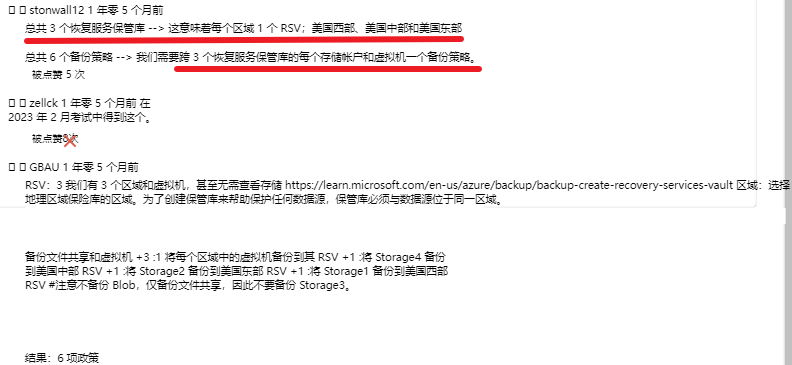 stonwall12 1 年零 5 个月前
总共 3 个恢复服务保管库 --> 这意味着每个区域 1 个 RSV；美国西部、美国中部和美国东部
总共 6 个备份策略 --> 我们需要跨 3 个恢复服务保管库的每个存储帐户和虚拟机一个备份策略。
被点赞 5 次
zellck 1 年零 5 个月前 在
2023 年 2 月考试中得到这个。
被点赞 次
GBAU 1 年零 5 个月前
RSV：3 我们有 3 个区域和虚拟机，甚至无需查看存储 https://learn.microsoft.com/en-us/azure/backup/backup-create-recovery-services-vault 区域：选择
地理区域保险库的区域。为了创建保管库来帮助保护任何数据源，保管库必须与数据源位于同一区域。
备份文件共享和虚拟机 +3 :1 将每个区域中的虚拟机备份到其 RSV +1 :将 Storage4 备份
到美国中部 RSV +1 :将 Storage2 备份到美国东部 RSV +1 :将 Storage1 备份到美国西部
RSV #注意不备份 Blob，仅备份文件共享，因此不要备份 Storage3。
结果：6 项政策